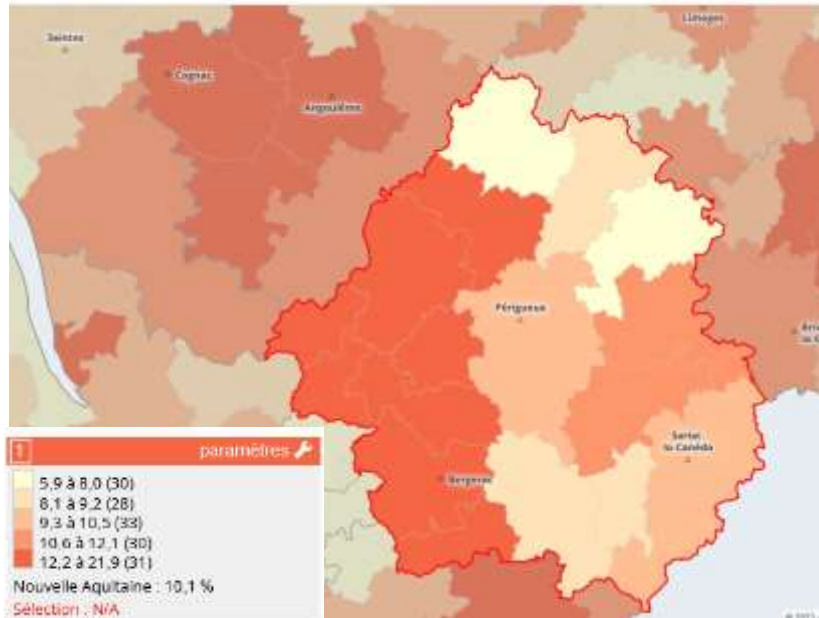 Saintes
Limoges
Cognac
Angoulême
Périgueux
Sarlat
la-Canéda
Bergerac
1 paramètres
5,9 à 8,0 (30)
8,1 à 9,2 (28)
9,3 à 10,5 (33)
10,6 à 12,1 (30)
12,2 à 21,9 (31)
Nouvelle Aquitaine : 10,1 %
Sélection : N/A